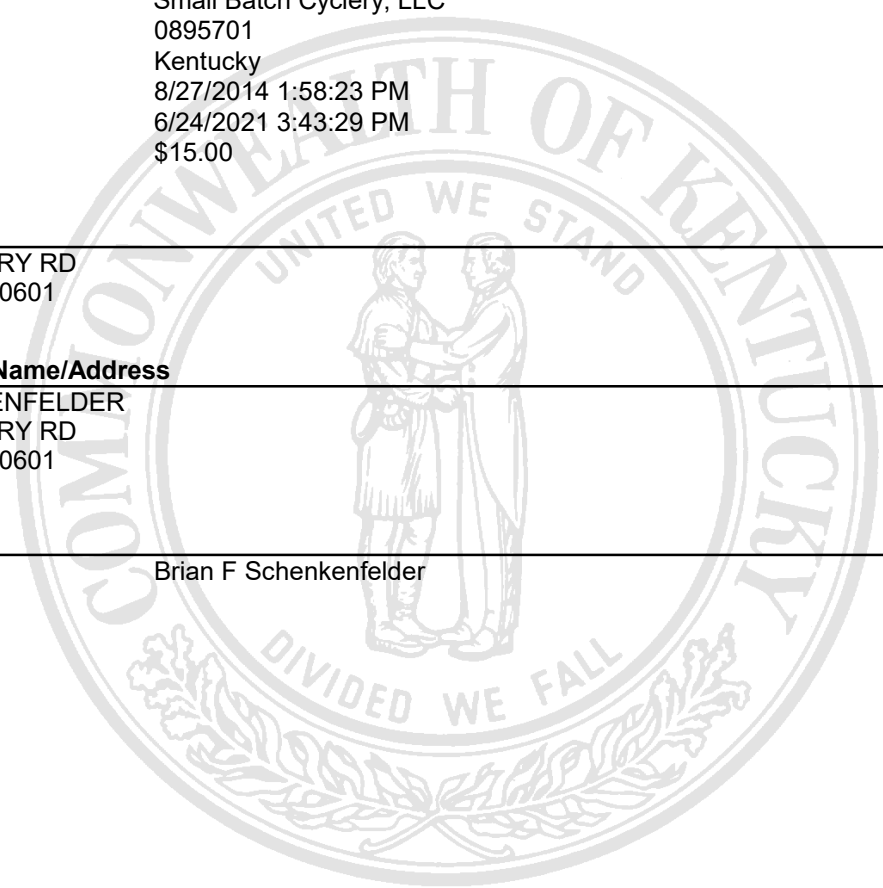 Small Batch Cyclery, LLC
0895701
Kentucky
8/27/2014 1:58:23 PM
6/24/2021 3:43:29 PM
$15.00
RY RD
0601
Name/Address
ENFELDER
RY RD
0601
Brian F Schenkenfelder
COMMONWEALTH OF KENTUCKY
UNITED WE STAND
DIVIDED WE FALL